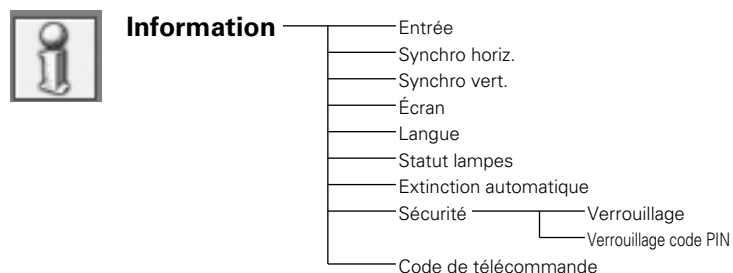 Information
Entrée
Synchro horiz.
Synchro vert.
Écran
Langue
Statut lampes
Extinction automatique
Sécurité
Verrouillage
Verrouillage code PIN
Code de télécommande